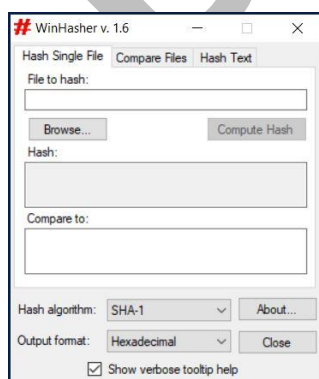 # WinHasher v. 1.6
Hash Single File Compare Files Hash Text
File to hash:
Browse... Compute Hash
Hash:
Compare to:
Hash algorithm: SHA-1 About...
Output format: Hexadecimal Close
Show verbose tooltip help